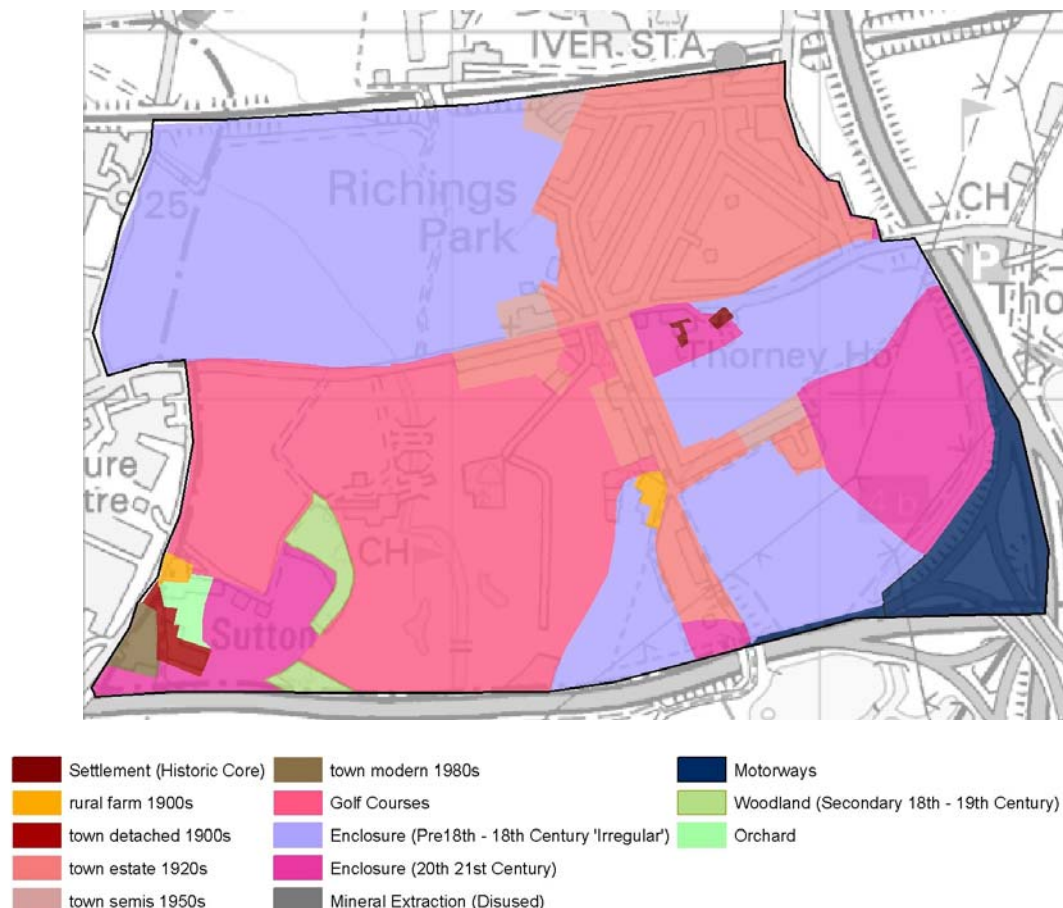 IVER STA
Richings
Park
25
CH
P
Tho
Thorney Ho
ure
tre
CH
Sutton
Settlement (Historic Core)
rural farm 1900s
town detached 1900s
town estate 1920s
town semis 1950s
town modern 1980s
Golf Courses
Enclosure (Pre18th - 18th Century 'Irregular')
Enclosure (20th 21st Century)
Mineral Extraction (Disused)
Motorways
Woodland (Secondary 18th - 19th Century)
Orchard